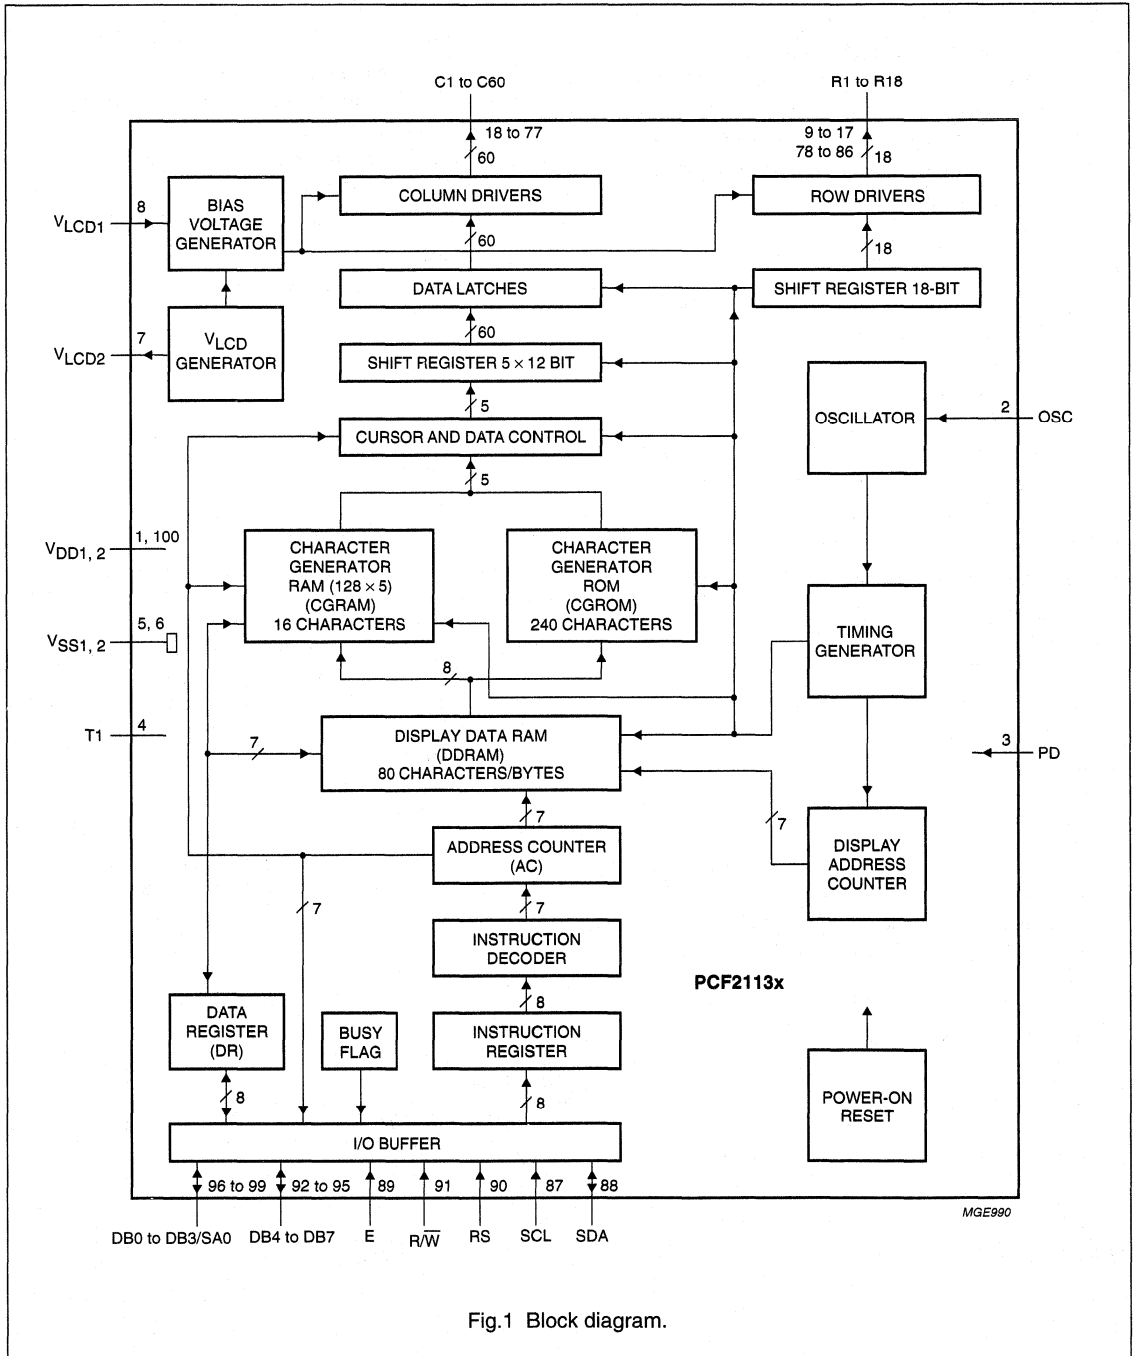 C1 to C60
R1 to R18
18 to 77
60
9 to 17
78 to 86
18
8
VLCD1
BIAS
VOLTAGE
GENERATOR
COLUMN DRIVERS
ROW DRIVERS
60
18
DATA LATCHES
SHIFT REGISTER 18-BIT
7
VLCD2
VLCD
GENERATOR
60
SHIFT REGISTER 5 × 12 BIT
5
OSCILLATOR
2
OSC
CURSOR AND DATA CONTROL
5
1, 100
VDD1, 2
CHARACTER
GENERATOR
RAM (128 × 5)
(CGRAM)
16 CHARACTERS
CHARACTER
GENERATOR
ROM
(CGROM)
240 CHARACTERS
5, 6
VSS1, 2
TIMING
GENERATOR
8
4
T1
7
DISPLAY DATA RAM
(DDRAM)
80 CHARACTERS/BYTES
3
PD
7
7
ADDRESS COUNTER
(AC)
DISPLAY
ADDRESS
COUNTER
7
7
INSTRUCTION
DECODER
PCF2113x
8
DATA
REGISTER
(DR)
BUSY
FLAG
INSTRUCTION
REGISTER
8
8
POWER-ON
RESET
I/O BUFFER
96 to 99
92 to 95
89
91
90
87
88
DB0 to DB3/SA0
DB4 to DB7
E
R/W̅
RS
SCL
SDA
MGE990
Fig.1 Block diagram.